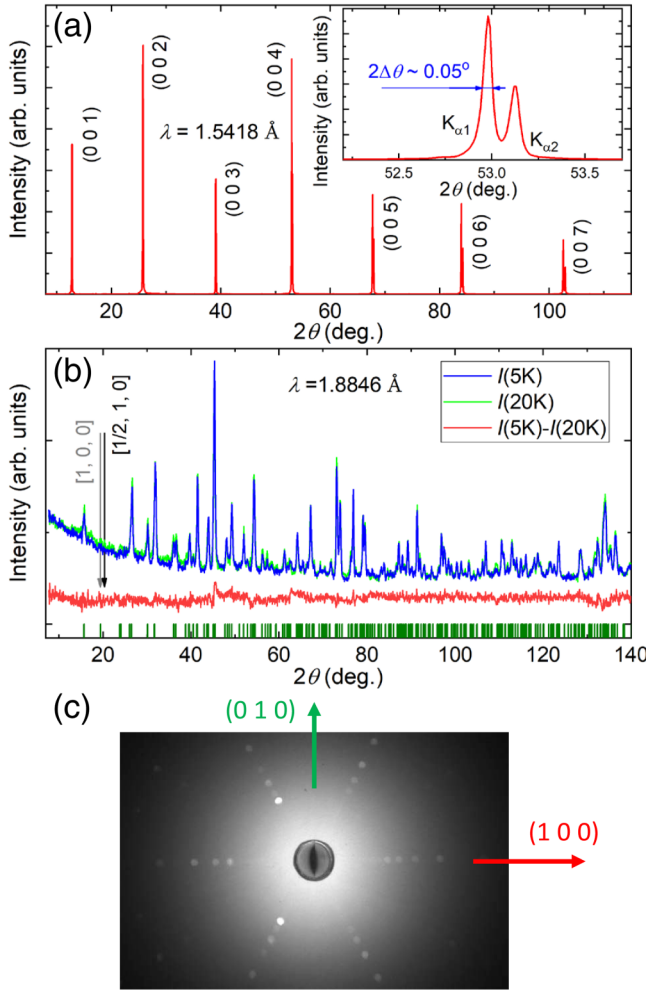 (a)
Intensity (arb. units)
(0 0 1)
(0 0 2)
(0 0 3)
(0 0 4)
(0 0 5)
(0 0 6)
(0 0 7)
λ = 1.5418 Å
20 40 60 80 100
2θ (deg.)
Intensity (arb. units)
2Δθ ~ 0.05°
Kα1
Kα2
52.5 53.0 53.5
2θ (deg.)
(b)
Intensity (arb. units)
[1, 0, 0]
[1/2, 1, 0]
λ =1.8846 Å
I(5K)
I(20K)
I(5K)-I(20K)
20 40 60 80 100 120 140
2θ (deg.)
(c)
(0 1 0)
(1 0 0)